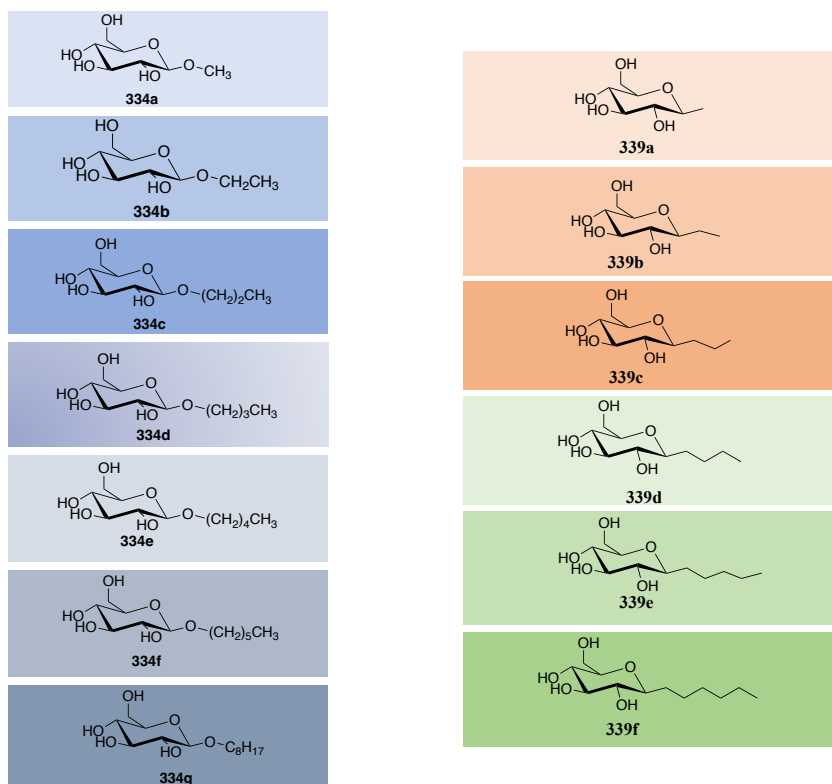 HO
O
HO
HO
HO
O
CH₃
334a
HO
O
HO
HO
HO
O
CH₂CH₃
334b
OH
O
HO
HO
HO
O
(CH₂)₂CH₃
334c
OH
O
HO
HO
HO
O
(CH₂)₃CH₃
334d
OH
O
HO
HO
HO
O
(CH₂)₄CH₃
334e
OH
O
HO
HO
HO
O
(CH₂)₅CH₃
334f
OH
O
HO
HO
HO
O
C₈H₁₇
334g
OH
O
HO
HO
OH
339a
OH
O
HO
HO
OH
339b
OH
O
HO
HO
OH
339c
OH
O
HO
HO
OH
339d
OH
O
HO
HO
OH
339e
OH
O
HO
HO
OH
339f